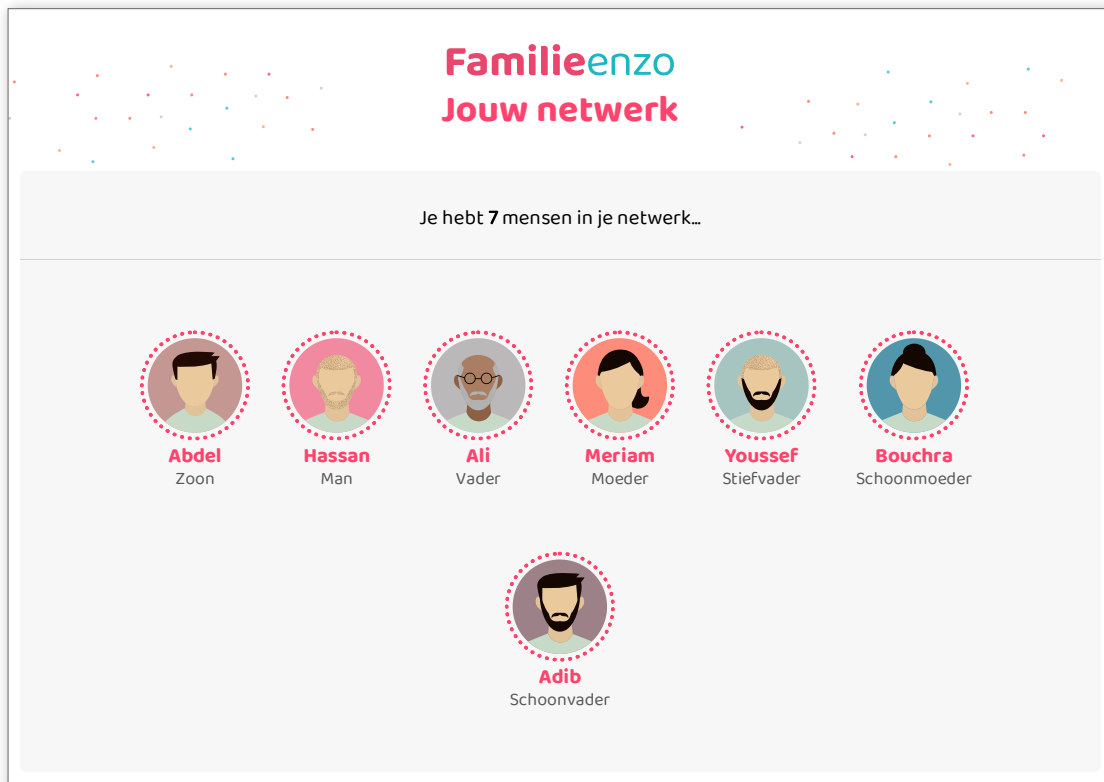 Familieenzo
Jouw netwerk
Je hebt 7 mensen in je netwerk...
Abdel
Zoon
Hassan
Man
Ali
Vader
Meriam
Moeder
Youssef
Stiefvader
Bouchra
Schoonmoeder
Adib
Schoonvader